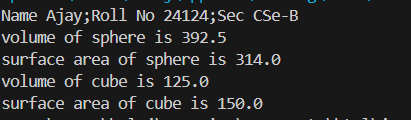 Name Ajay;Roll No 24124;Sec CSe-B
volume of sphere is 392.5
surface area of sphere is 314.0
volume of cube is 125.0
surface area of cube is 150.0